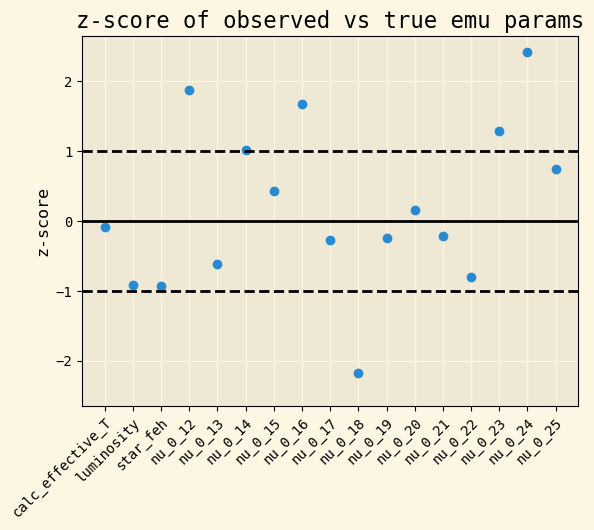 z-score of observed vs true emu params
z-score
2
1
0
−1
−2
calc_effective_T
luminosity
star_feh
nu_0_12
nu_0_13
nu_0_14
nu_0_15
nu_0_16
nu_0_17
nu_0_18
nu_0_19
nu_0_20
nu_0_21
nu_0_22
nu_0_23
nu_0_24
nu_0_25